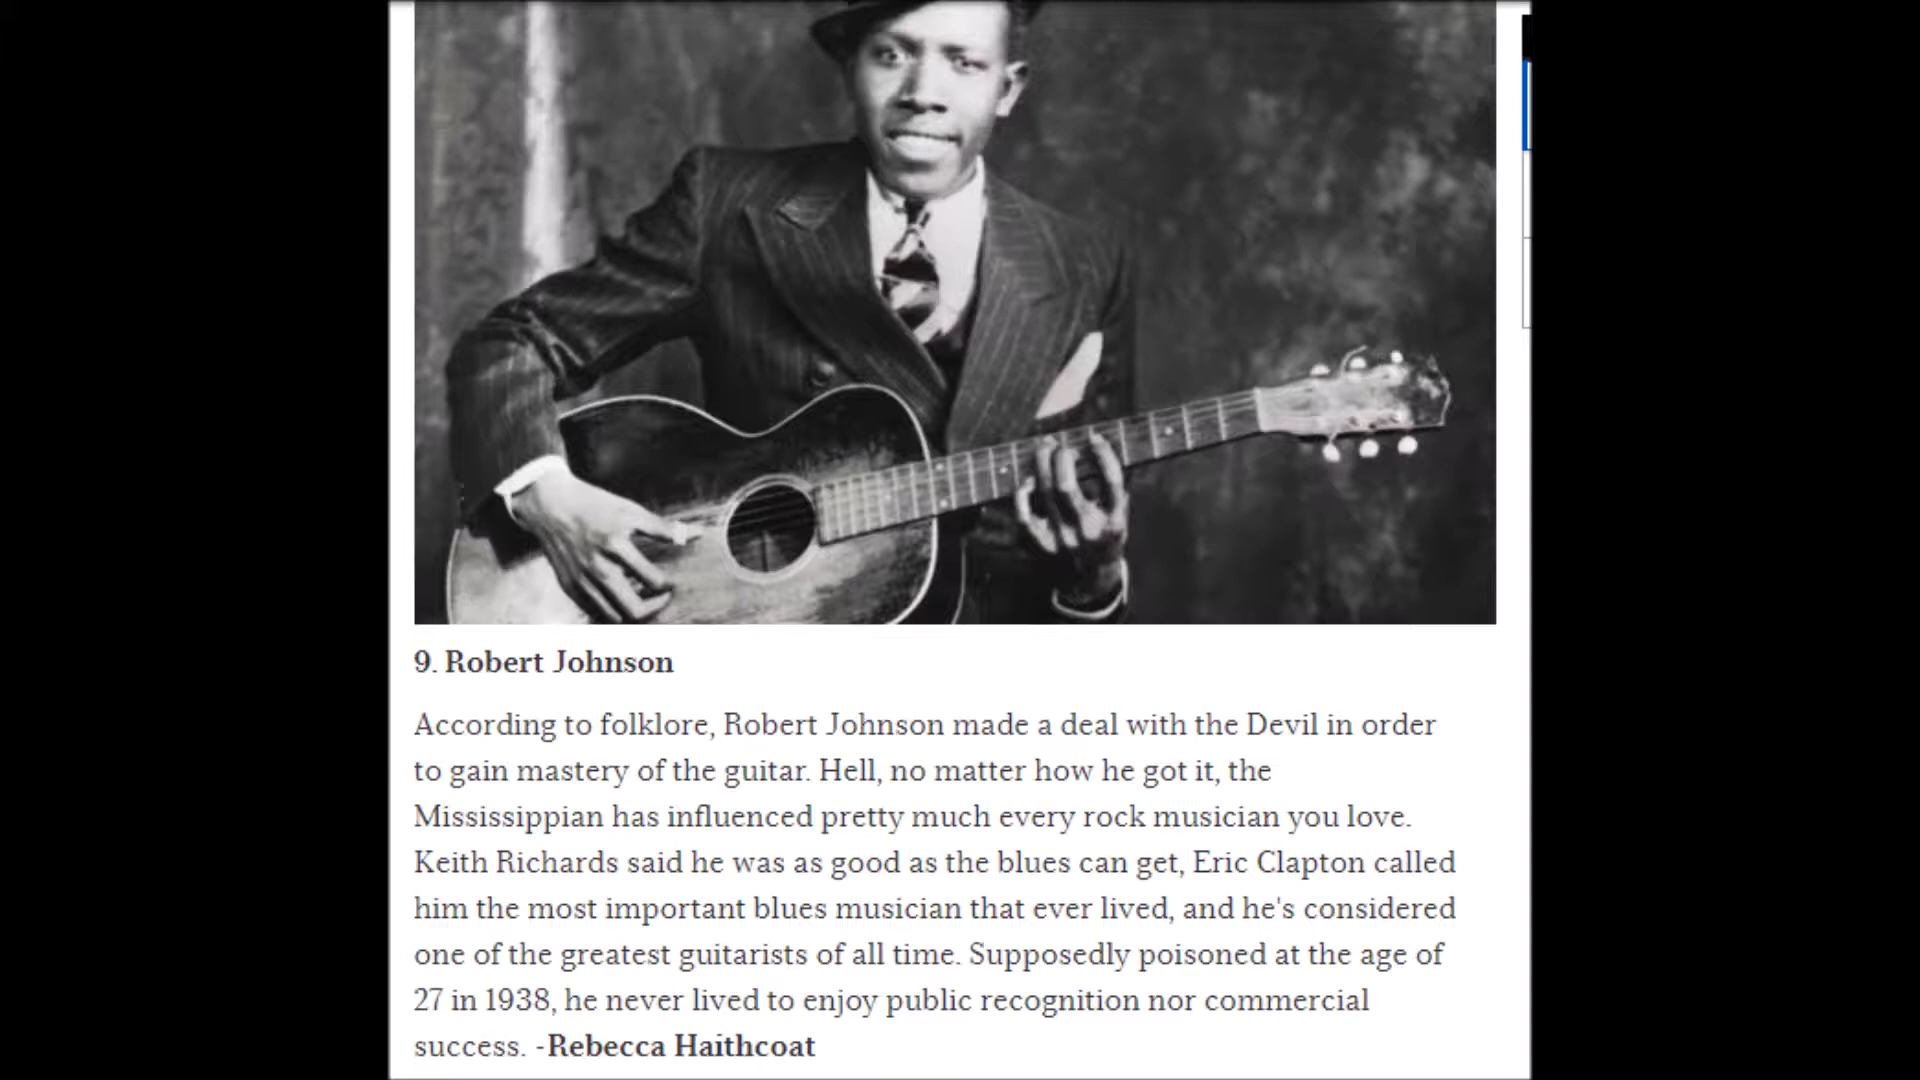 9. Robert Johnson
According to folklore, Robert Johnson made a deal with the Devil in order
to gain mastery of the guitar. Hell, no matter how he got it, the
Mississippian has influenced pretty much every rock musician you love.
Keith Richards said he was as good as the blues can get, Eric Clapton called
him the most important blues musician that ever lived, and he's considered
one of the greatest guitarists of all time. Supposedly poisoned at the age of
27 in 1938, he never lived to enjoy public recognition nor commercial
success. -Rebecca Haithcoat